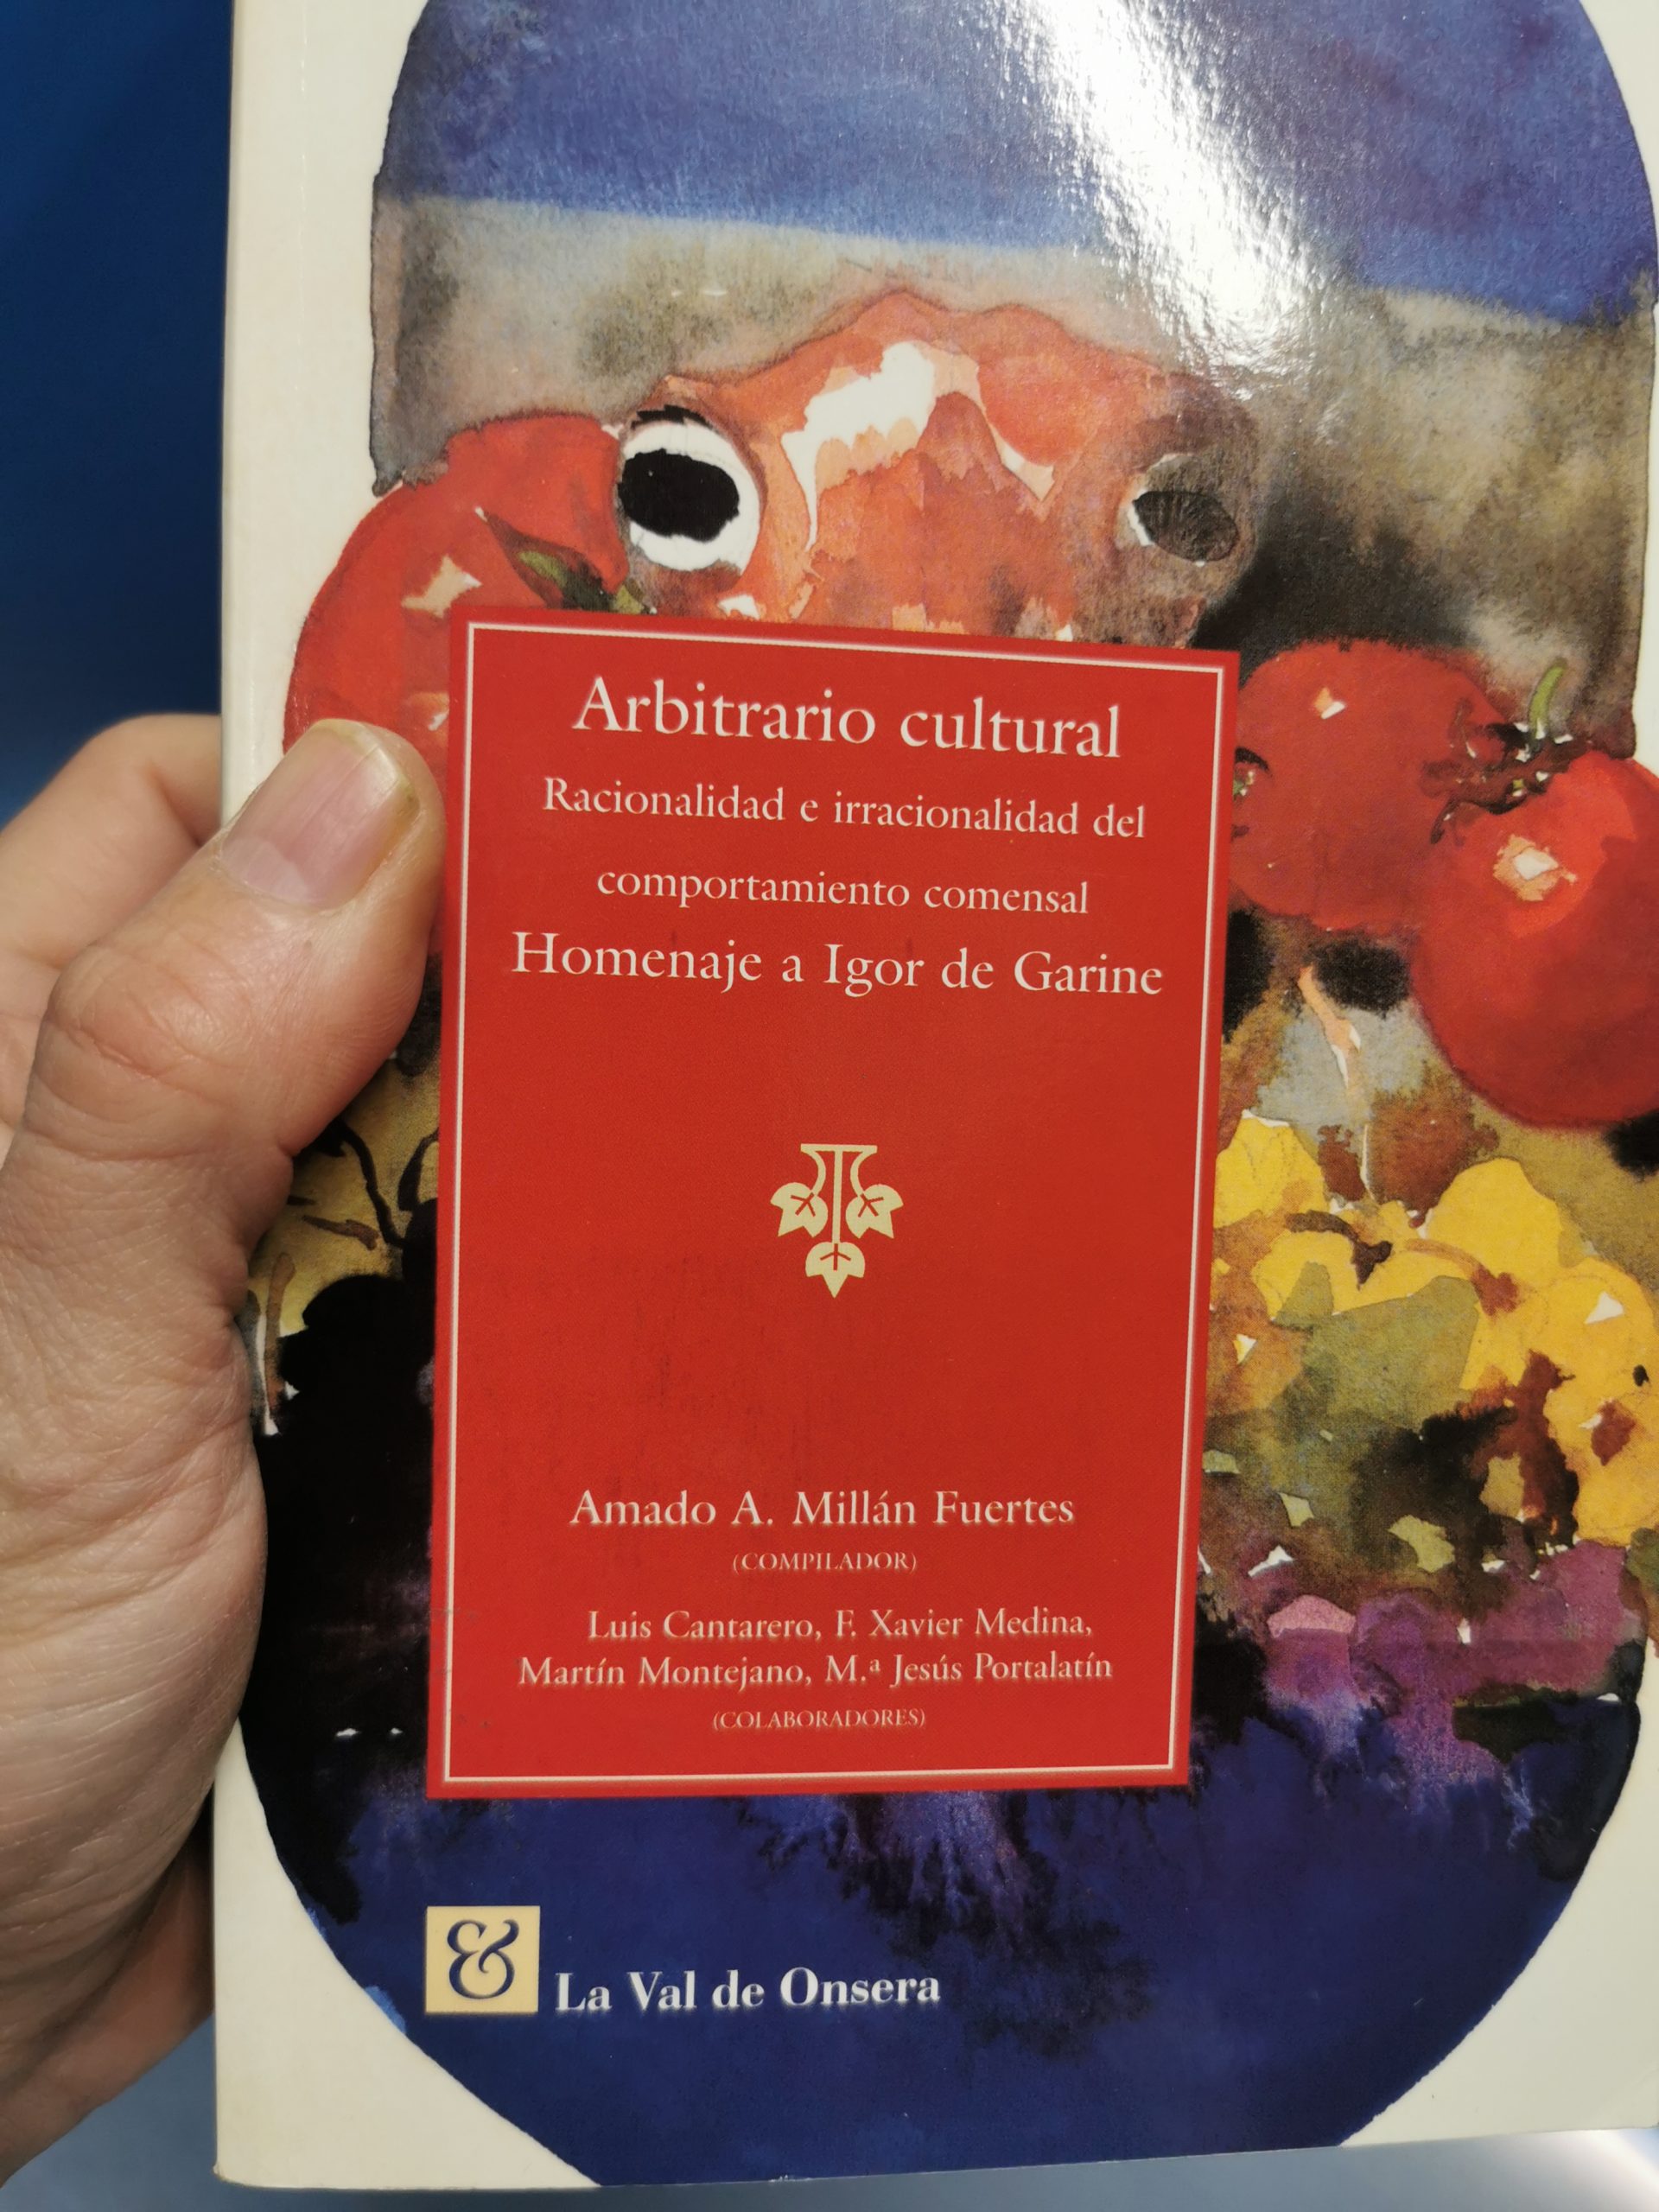 Arbitrario cultural
Racionalidad e irracionalidad del
comportamiento comensal
Homenaje a Igor de Garine
Amado A. Millán Fuertes
(COMPILADOR)
Luis Cantarero, F. Xavier Medina,
Martín Montejano, M.ª Jesús Portalatín
(COLABORADORES)
& La Val de Onsera